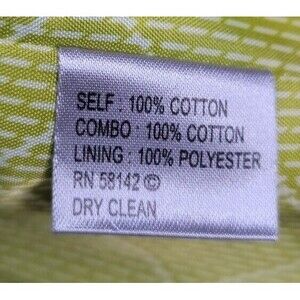 SELF : 100% COTTON
COMBO : 100% COTTON
LINING : 100% POLYESTER
RN 58142 ©
DRY CLEAN